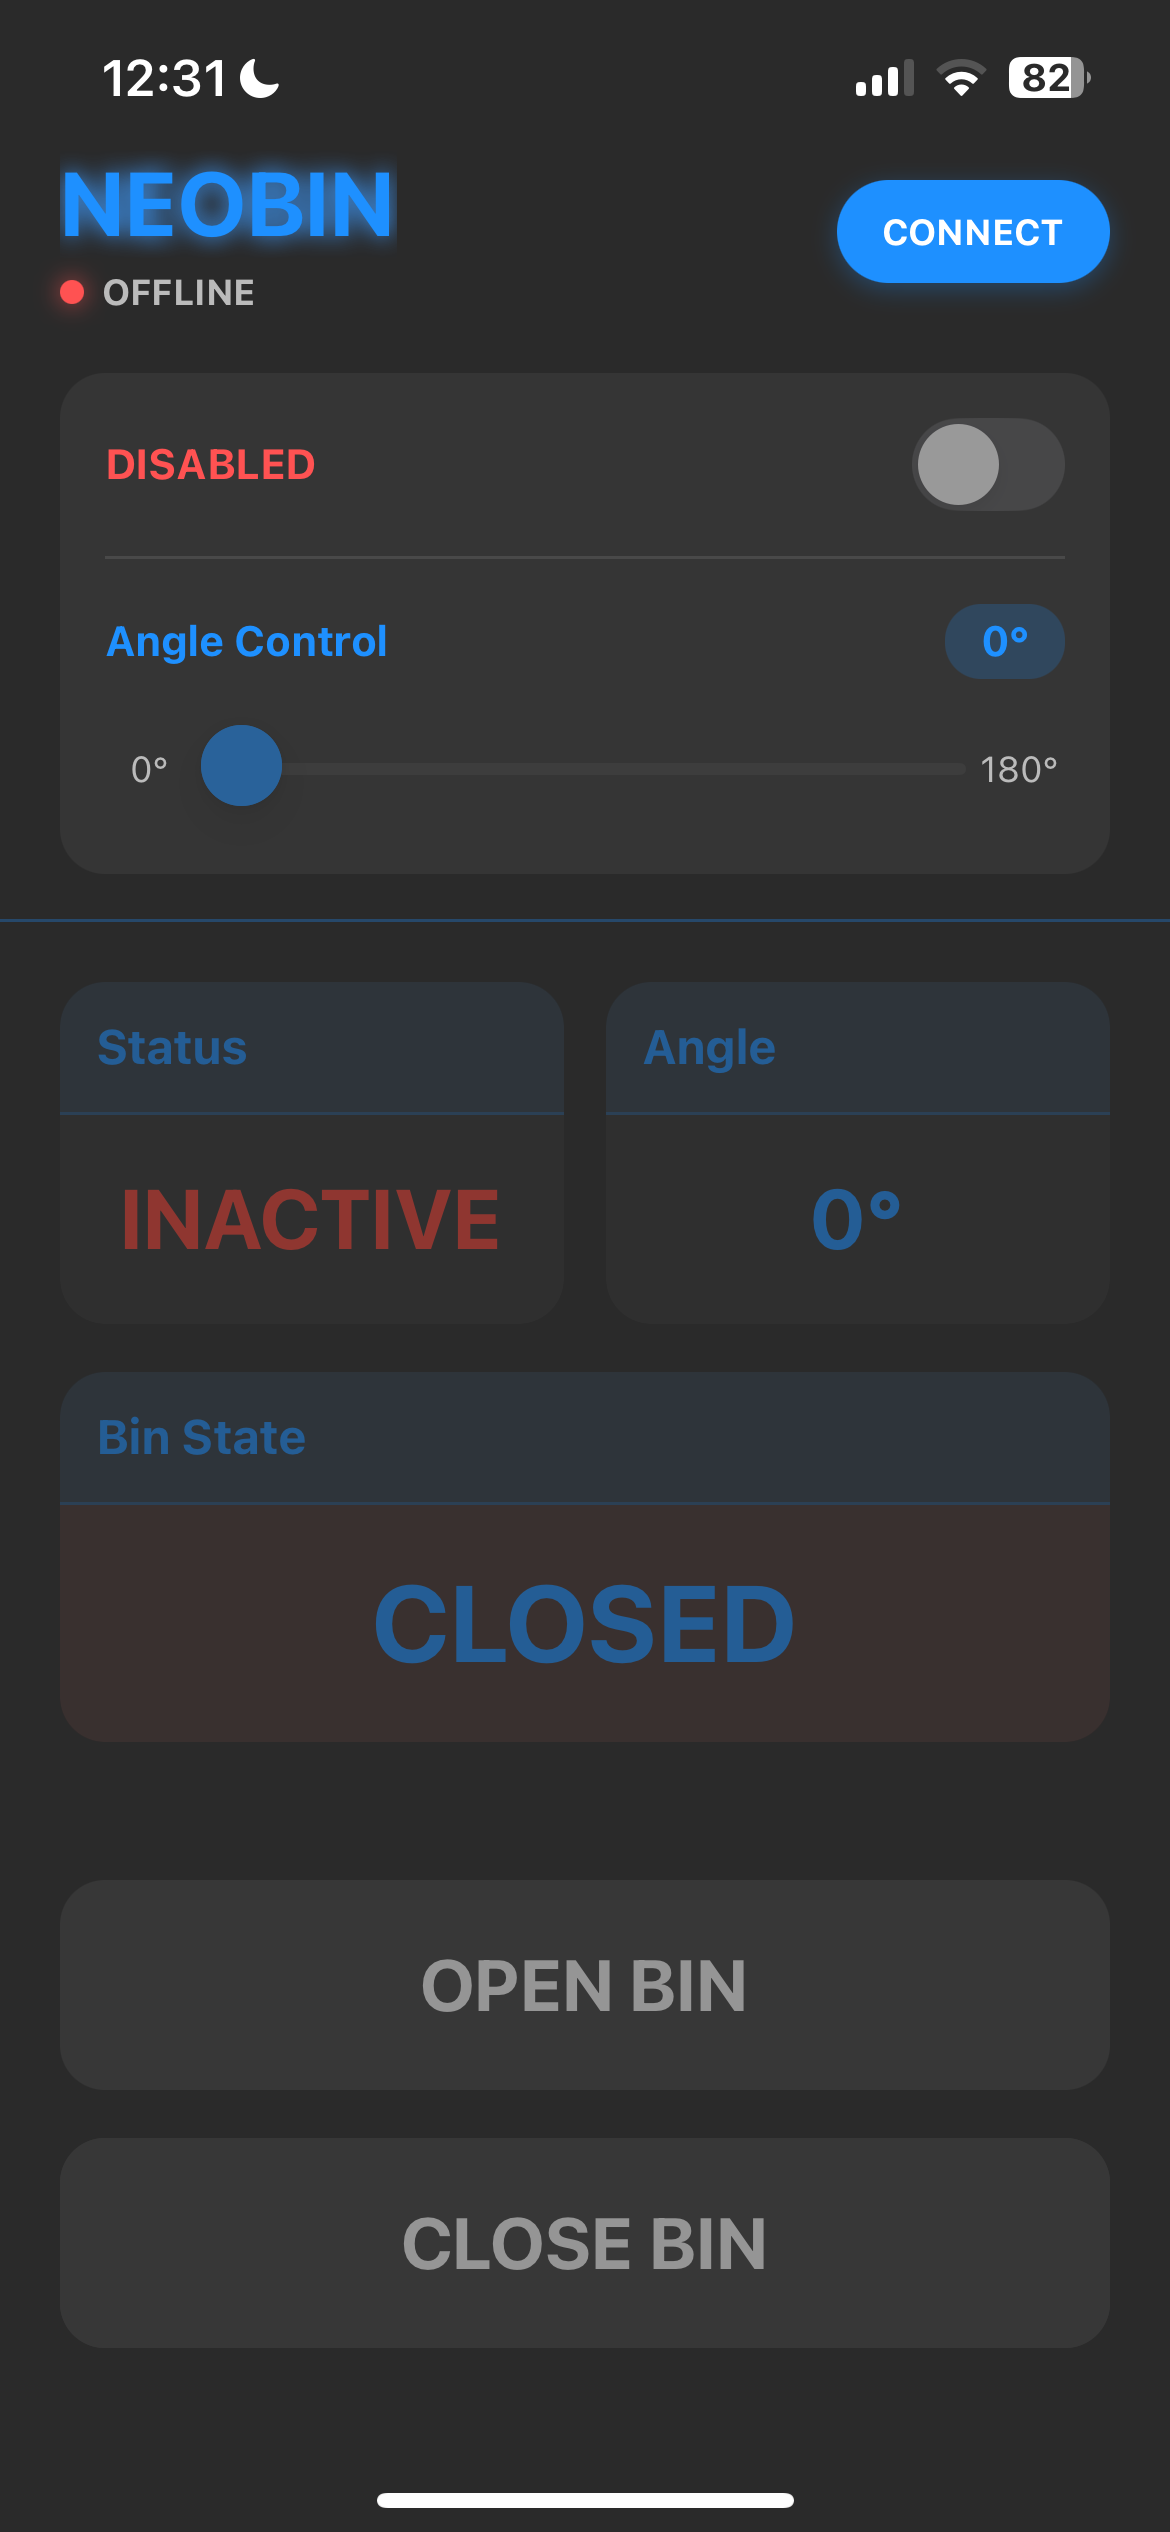 12:31
82
NEOBIN
CONNECT
OFFLINE
DISABLED
Angle Control
0°
0°
180°
Status
Angle
INACTIVE
0°
Bin State
CLOSED
OPEN BIN
CLOSE BIN